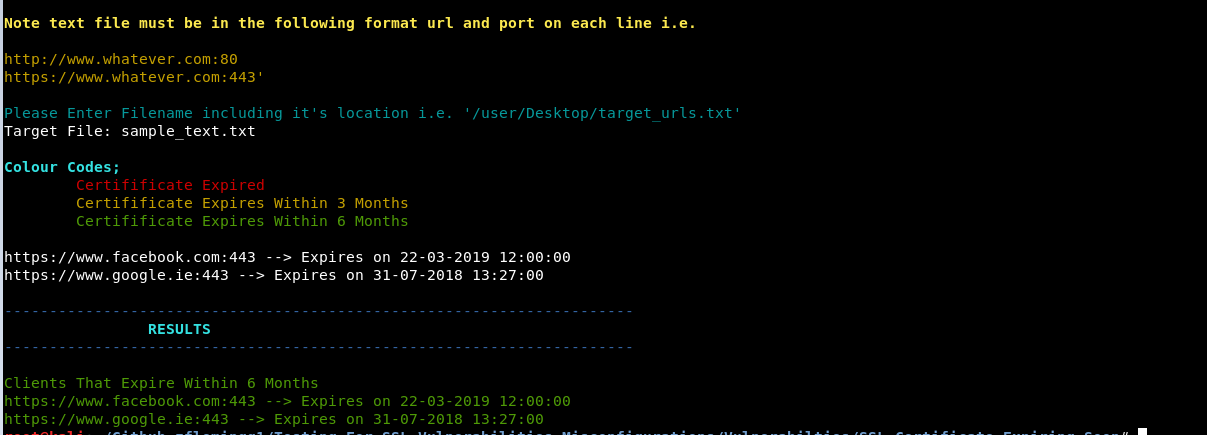 Note text file must be in the following format url and port on each line i.e.
http://www.whatever.com:80
https://www.whatever.com:443'
Please Enter Filename including it's location i.e. '/user/Desktop/target_urls.txt'
Target File: sample_text.txt
Colour Codes;
Certifificate Expired
Certifificate Expires Within 3 Months
Certifificate Expires Within 6 Months
https://www.facebook.com:443 --> Expires on 22-03-2019 12:00:00
https://www.google.ie:443 --> Expires on 31-07-2018 13:27:00
----------------------------------------------------------------------
RESULTS
----------------------------------------------------------------------
Clients That Expire Within 6 Months
https://www.facebook.com:443 --> Expires on 22-03-2019 12:00:00
https://www.google.ie:443 --> Expires on 31-07-2018 13:27:00